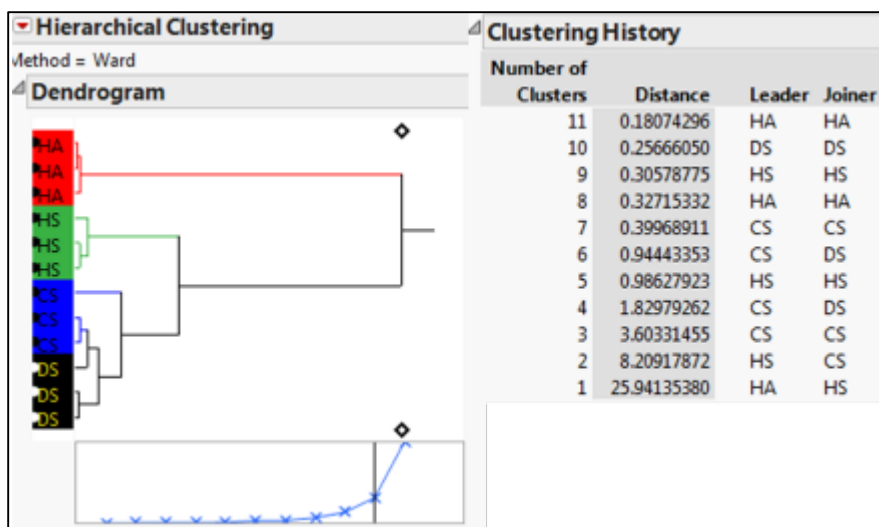 Hierarchical Clustering
Method = Ward
Dendrogram
HA
HA
HA
HS
HS
HS
CS
CS
CS
DS
DS
DS
Clustering History
Number of
Clusters Distance Leader Joiner
11 0.18074296 HA HA
10 0.25666050 DS DS
9 0.30578775 HS HS
8 0.32715332 HA HA
7 0.39968911 CS CS
6 0.94443353 CS DS
5 0.98627923 HS HS
4 1.82979262 CS DS
3 3.60331455 CS CS
2 8.20917872 HS CS
1 25.94135380 HA HS